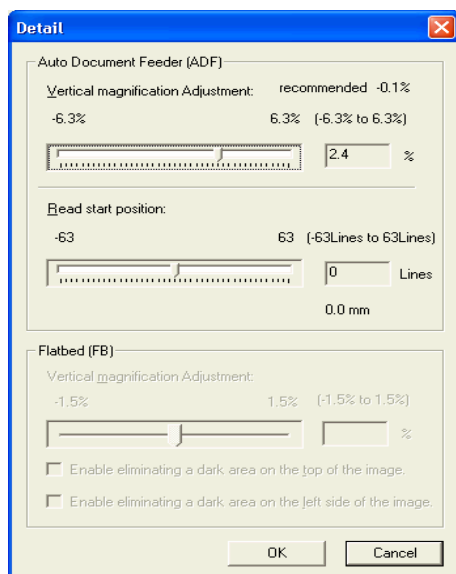 Detail
Auto Document Feeder (ADF)
Vertical magnification Adjustment: recommended -0.1%
-6.3% 6.3% (-6.3% to 6.3%)
2.4 %
Read start position:
-63 63 (-63Lines to 63Lines)
0 Lines
0.0 mm
Flatbed (FB)
Vertical magnification Adjustment:
-1.5% 1.5% (-1.5% to 1.5%)
%
Enable eliminating a dark area on the top of the image.
Enable eliminating a dark area on the left side of the image.
OK Cancel